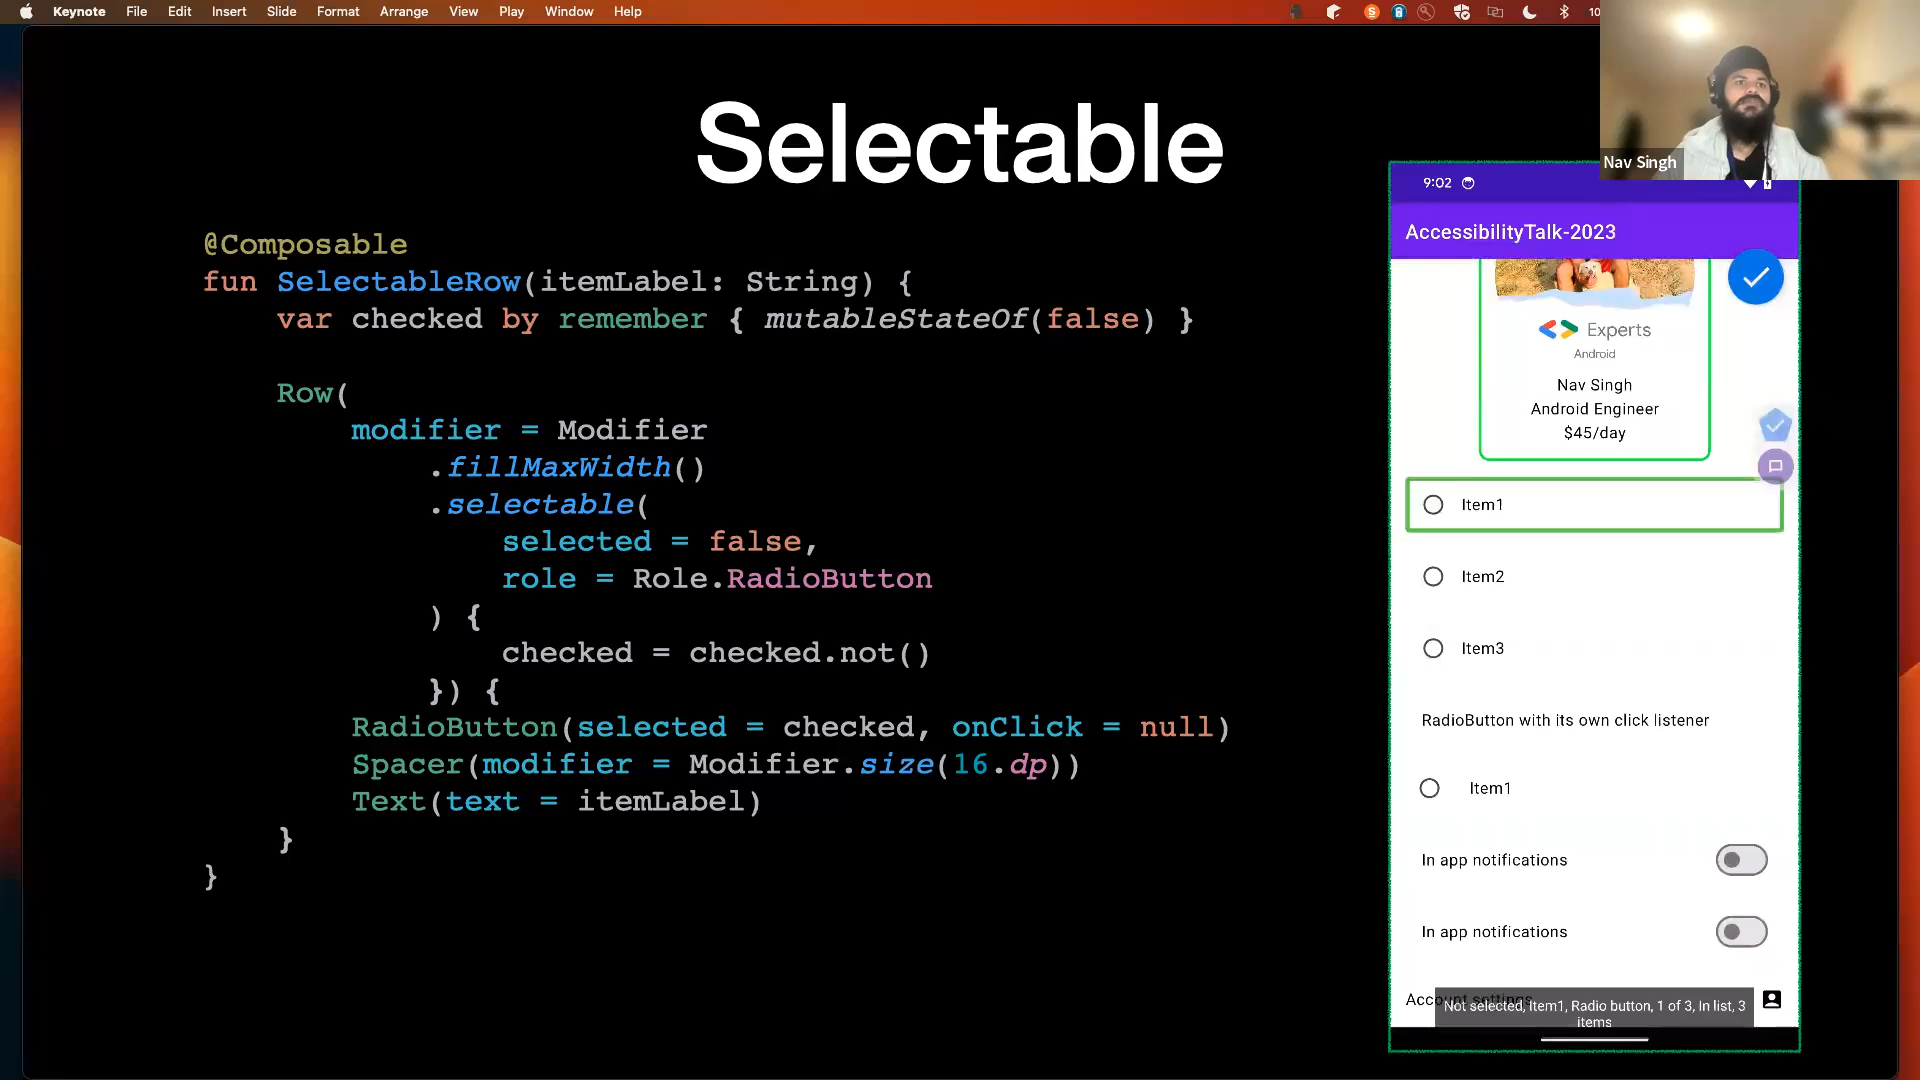 Keynote File Edit Insert Slide Format Arrange View Play Window Help 10
Nav Singh
Selectable
@Composable
fun SelectableRow(itemLabel: String) {
var checked by remember { mutableStateOf(false) }
Row(
modifier = Modifier
.fillMaxWidth()
.selectable(
selected = false,
role = Role.RadioButton
) {
checked = checked.not()
}) {
RadioButton(selected = checked, onClick = null)
Spacer(modifier = Modifier.size(16.dp))
Text(text = itemLabel)
}
}
9:02
AccessibilityTalk-2023
Experts
Android
Nav Singh
Android Engineer
$45/day
Item1
Item2
Item3
RadioButton with its own click listener
Item1
In app notifications
In app notifications
Account settings
Not selected, Item1, Radio button, 1 of 3, In list, 3
items